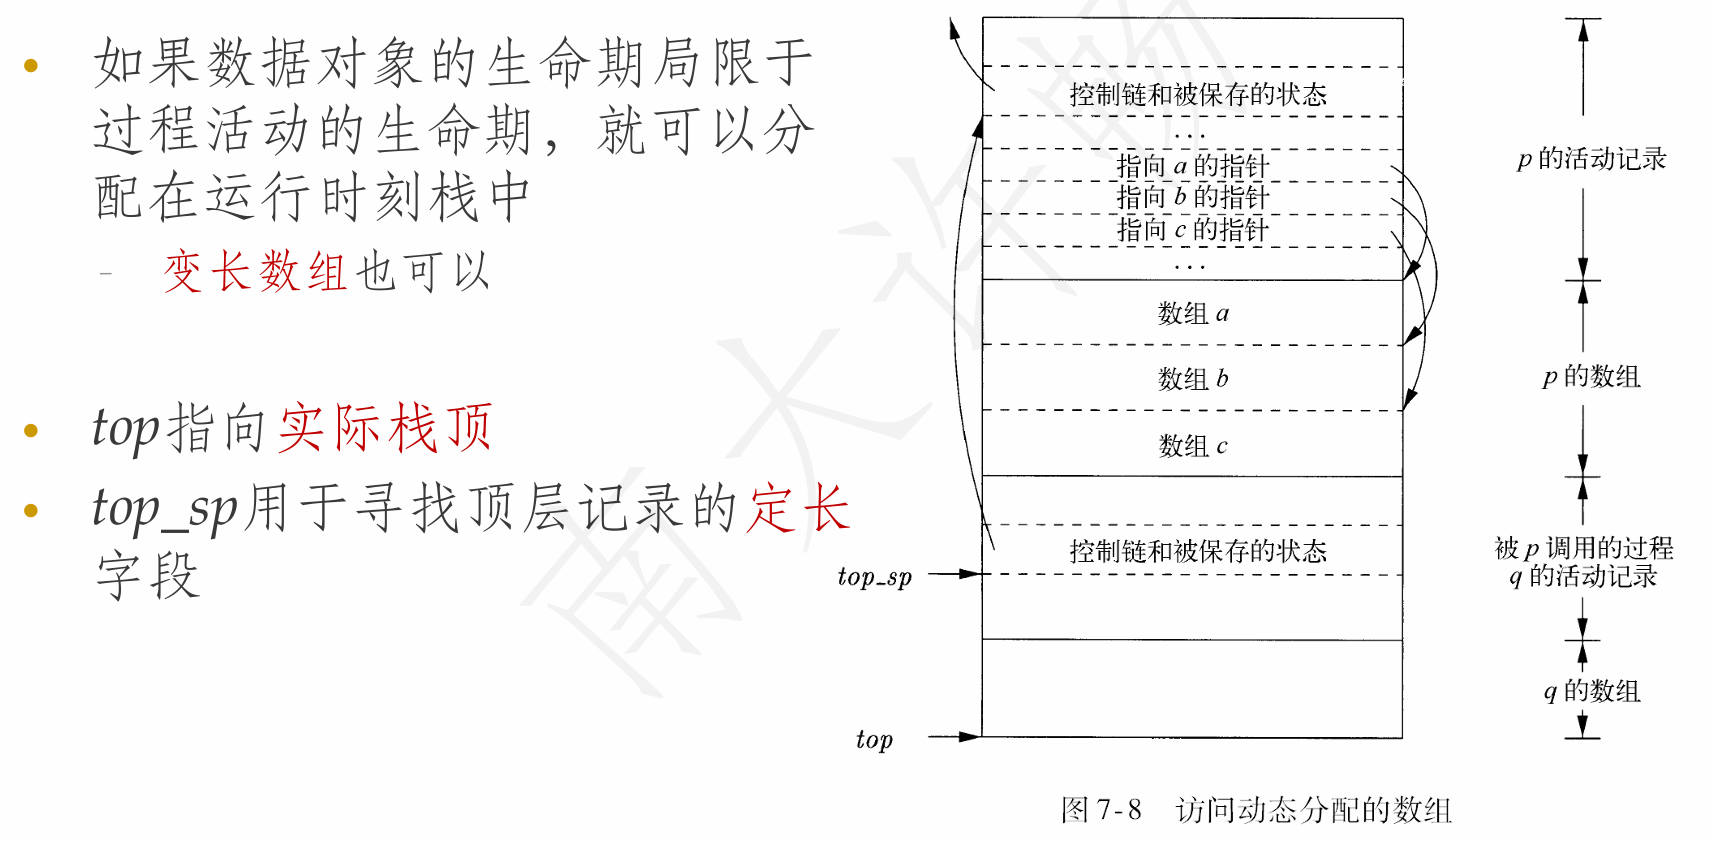 • 如果数据对象的生命期局限于
过程活动的生命期，就可以分
配在运行时刻栈中
- 变长数组也可以
• top指向实际栈顶
• top_sp用于寻找顶层记录的定长
字段
控制链和被保存的状态
...
指向 a 的指针
指向 b 的指针
指向 c 的指针
...
数组 a
数组 b
数组 c
控制链和被保存的状态
top_sp
top
p 的活动记录
p 的数组
被 p 调用的过程
q 的活动记录
q 的数组
图 7-8 访问动态分配的数组
南大许畅